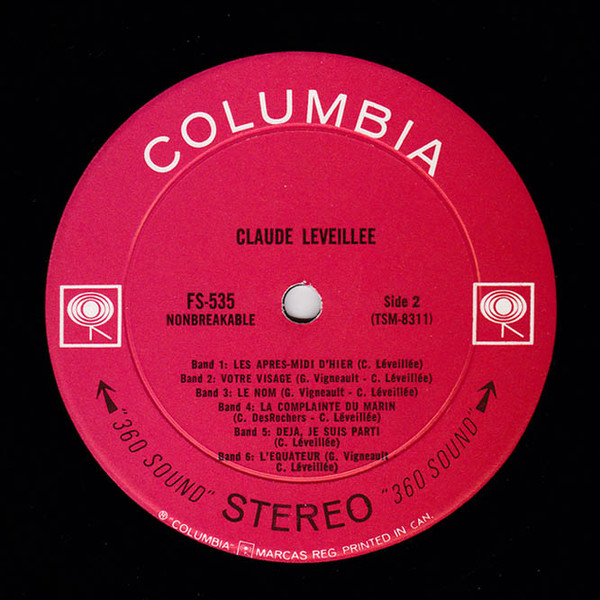 COLUMBIA
CLAUDE LEVEILLEE
FS-535
NONBREAKABLE
Side 2
(TSM-8311)
Band 1: LES APRES-MIDI D'HIER (C. Léveillée)
Band 2: VOTRE VISAGE (G. Vigneault - C. Léveillée)
Band 3: LE NOM (G. Vigneault - C. Léveillée)
Band 4: LA COMPLAINTE DU MARIN
(C. DesRochers - C. Léveillée)
Band 5: DEJA, JE SUIS PARTI
(C. Léveillée)
Band 6: L'EQUATEUR (G. Vigneault -
C. Léveillée)
"360 SOUND" STEREO "360 SOUND"
® "COLUMBIA" MARCAS REG. PRINTED IN CAN.